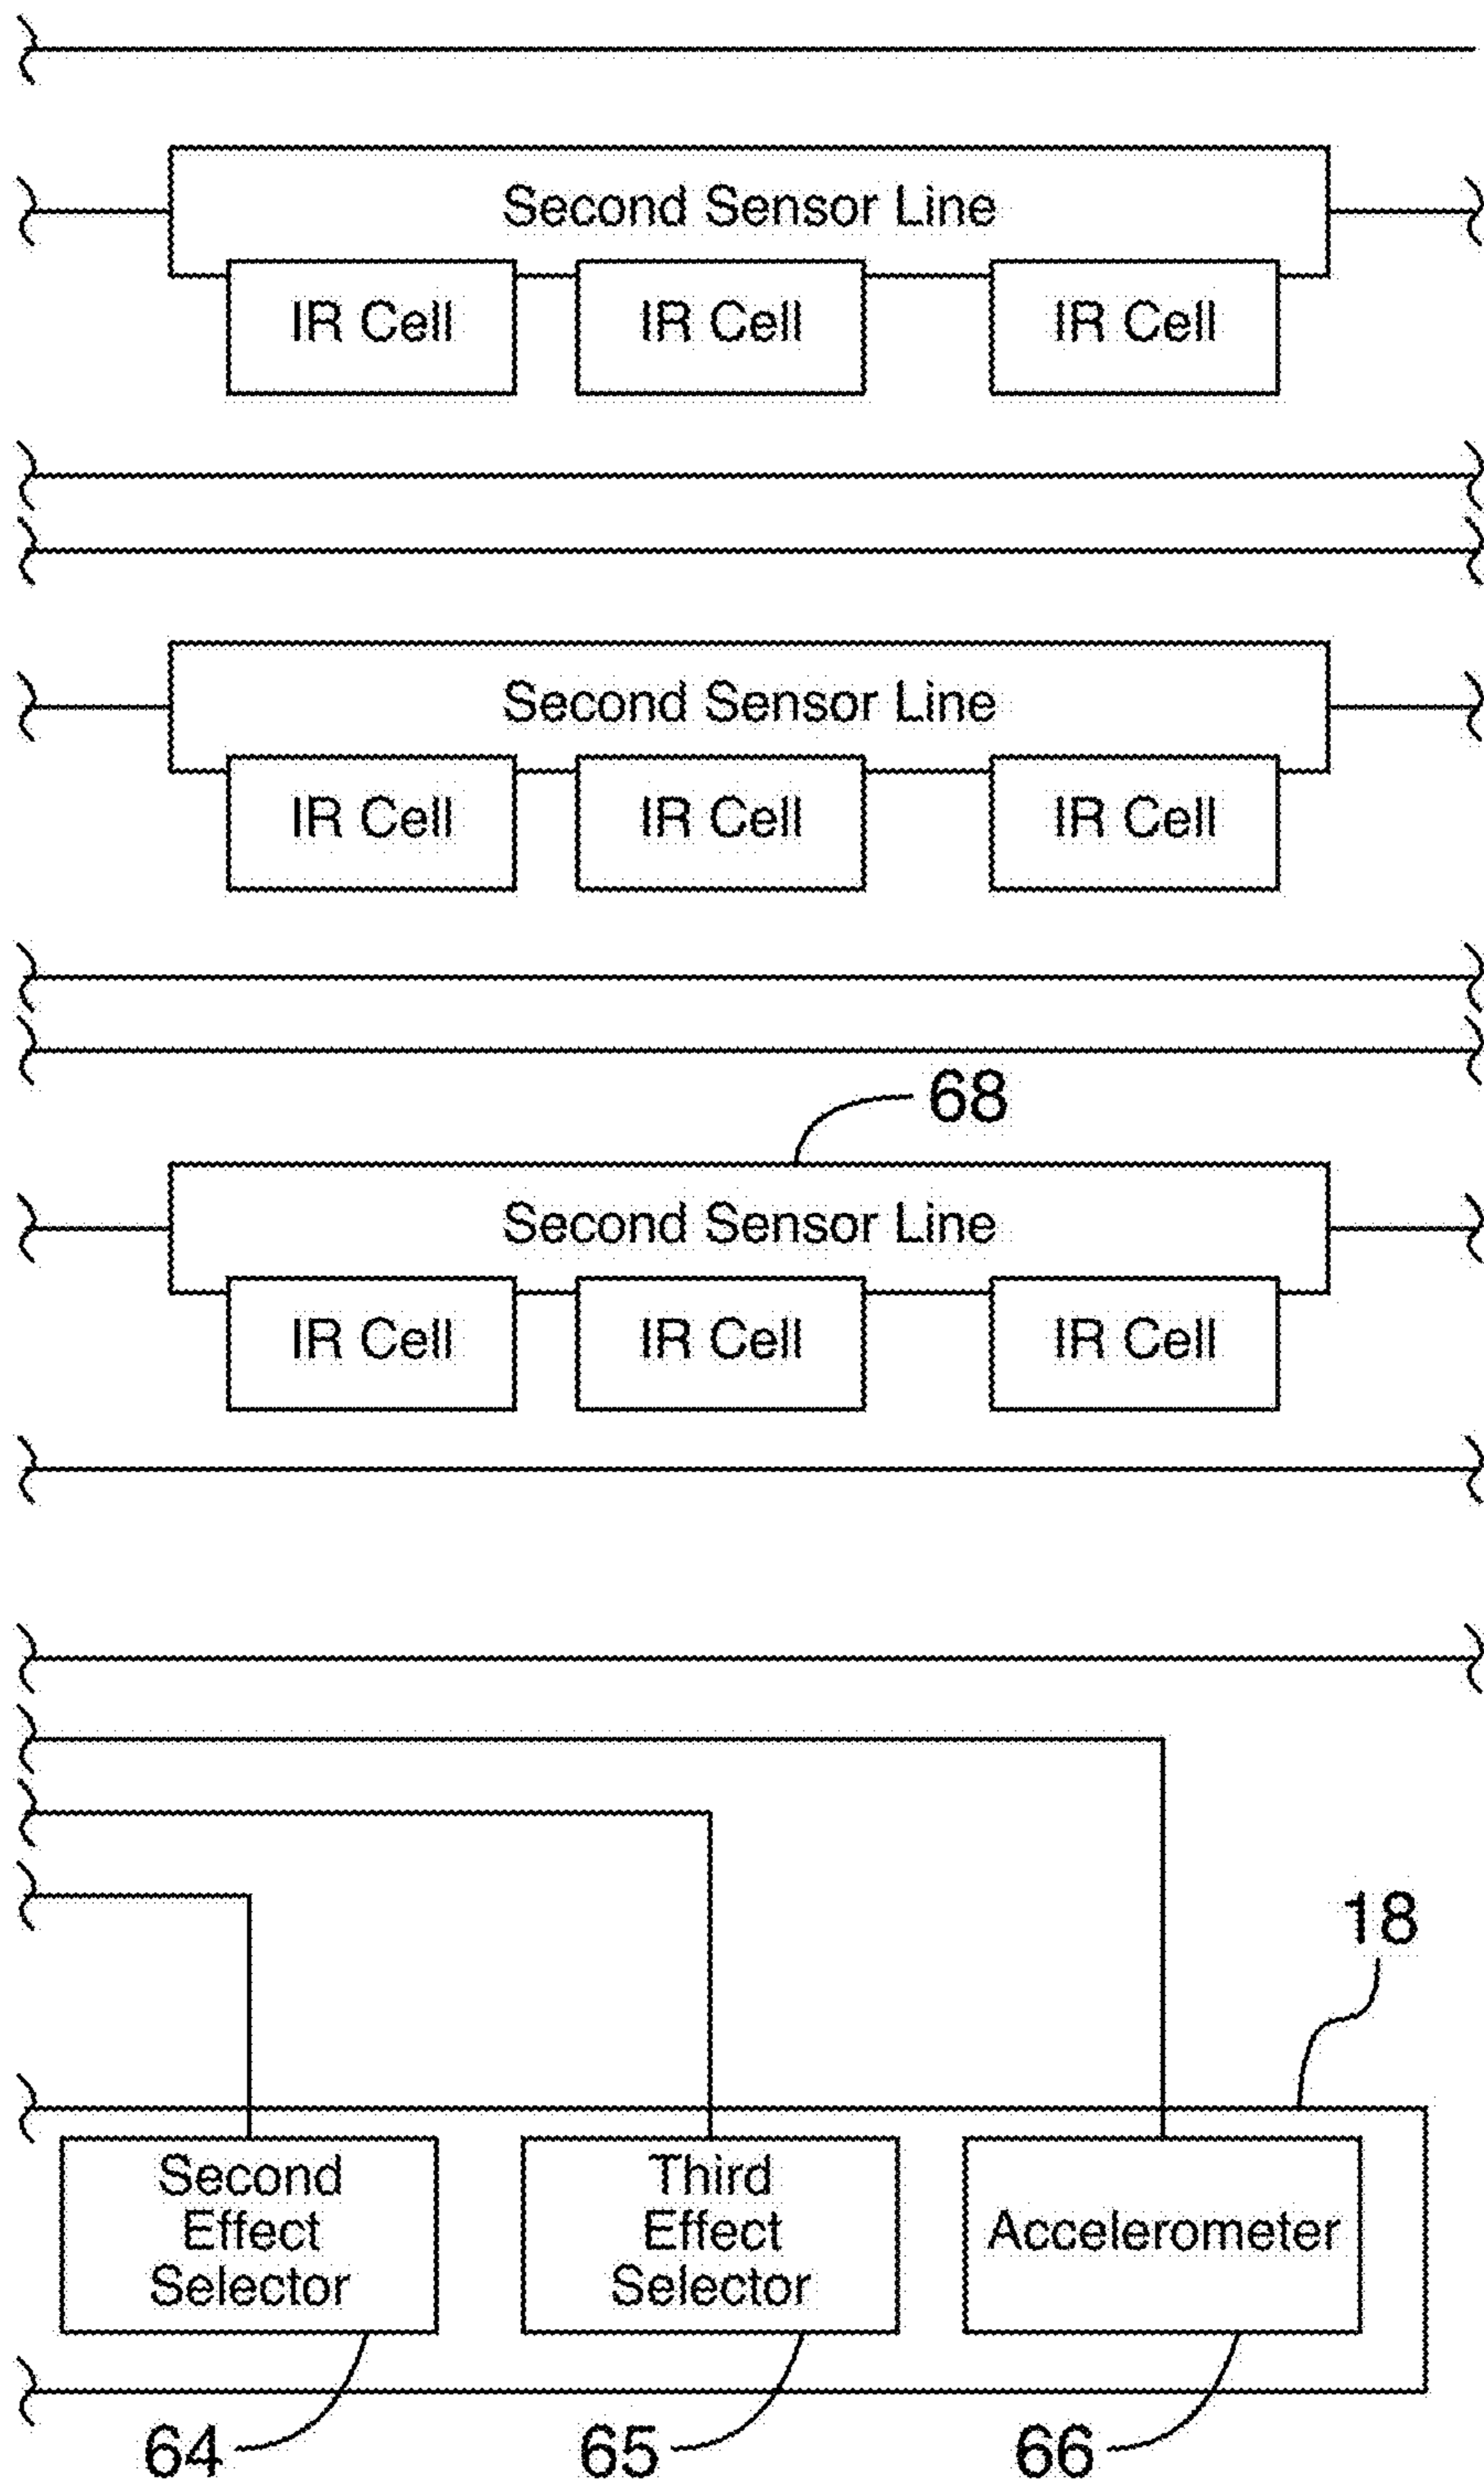 Second Sensor Line
IR Cell IR Cell IR Cell
Second Sensor Line
IR Cell IR Cell IR Cell
68
Second Sensor Line
IR Cell IR Cell IR Cell
18
Second
Effect
Selector
Third
Effect
Selector
Accelerometer
64 65 66